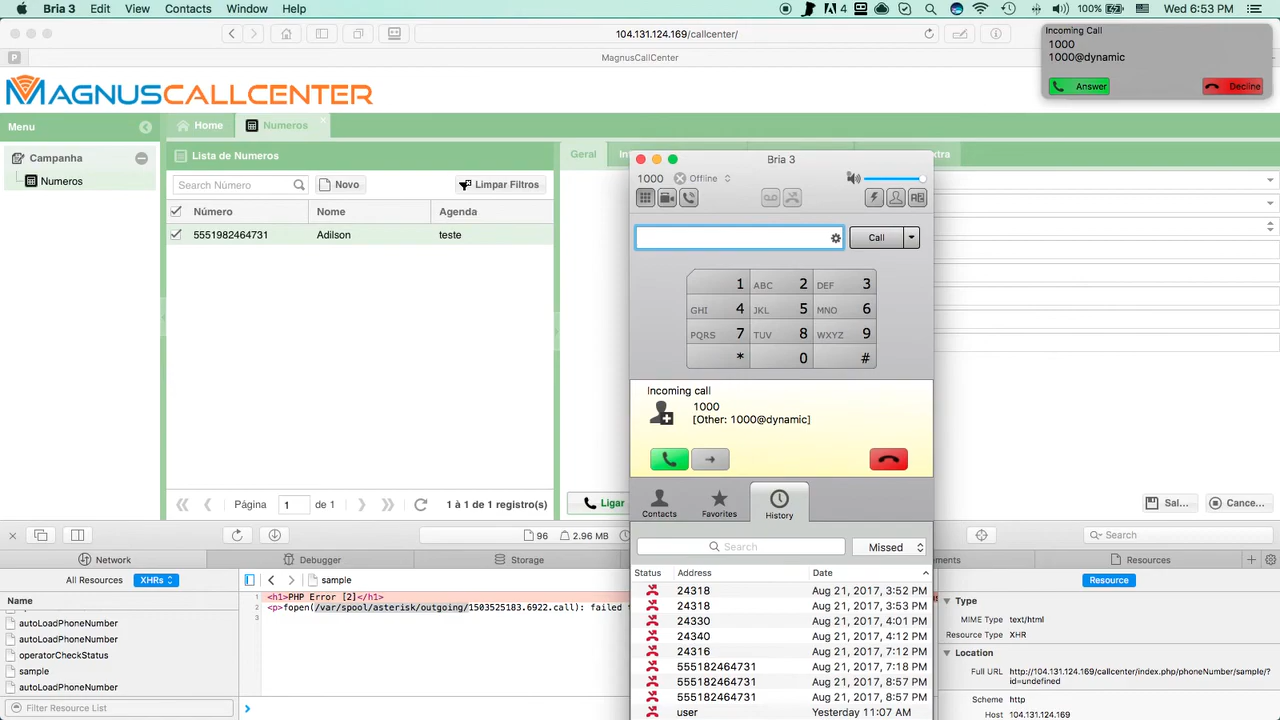 Bria 3 Edit View Contacts Window Help 4 100% Wed 6:53 PM
104.131.124.169/callcenter/
MagnusCallCenter
P
Incoming Call
1000
1000@dynamic
Answer Decline
MAGNUSCALLCENTER
Menu
Home Numeros
Campanha
Numeros
Lista de Numeros
Search Número Novo Limpar Filtros
Número Nome Agenda
5551982464731 Adilson teste
Página 1 de 1 1 à 1 de 1 registro(s)
Geral
Ligar
Sal... Cance...
Bria 3
1000 Offline
Call
1 ABC 2 DEF 3
GHI 4 JKL 5 MNO 6
PQRS 7 TUV 8 WXYZ 9
* 0 #
Incoming call
1000
[Other: 1000@dynamic]
Contacts Favorites History
Search Missed
Status Address Date
24318 Aug 21, 2017, 3:52 PM
24318 Aug 21, 2017, 3:53 PM
24330 Aug 21, 2017, 4:01 PM
24340 Aug 21, 2017, 4:12 PM
24316 Aug 21, 2017, 7:12 PM
555182464731 Aug 21, 2017, 7:18 PM
555182464731 Aug 21, 2017, 8:57 PM
555182464731 Aug 21, 2017, 8:57 PM
user Yesterday 11:07 AM
96 2.96 MB
Search
Network Debugger Storage
Resources
All Resources XHRs sample
Resource
Name
autoLoadPhoneNumber
autoLoadPhoneNumber
operatorCheckStatus
sample
autoLoadPhoneNumber
Filter Resource List
1 <h1>PHP Error [2]</h1>
2 <p>fopen(/var/spool/asterisk/outgoing/1503525183.6922.call): failed
3
Type
MIME Type text/html
Resource Type XHR
Location
Full URL http://104.131.124.169/callcenter/index.php/phoneNumber/sample/?
id=undefined
Scheme http
Host 104.131.124.169